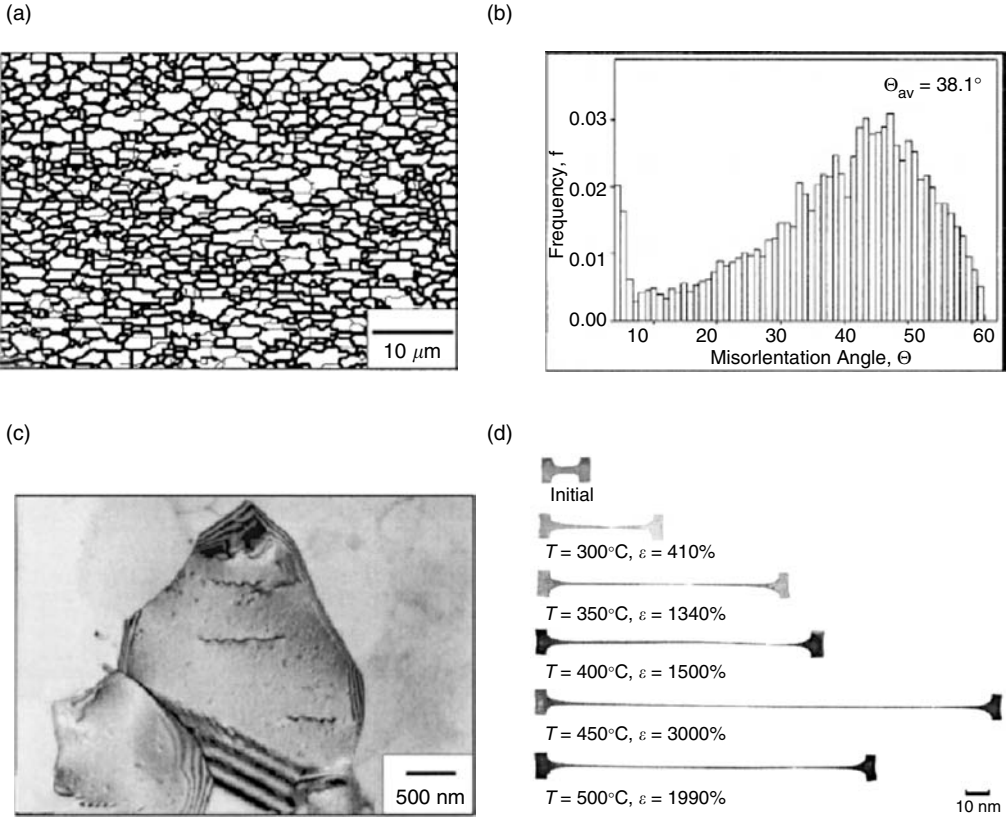 (a)
(b)
10 μm
Θav = 38.1°
Frequency, f
0.03
0.02
0.01
0.00
10 20 30 40 50 60
Misorlentation Angle, Θ
(c)
(d)
500 nm
Initial
T = 300°C, ε = 410%
T = 350°C, ε = 1340%
T = 400°C, ε = 1500%
T = 450°C, ε = 3000%
T = 500°C, ε = 1990%
10 nm